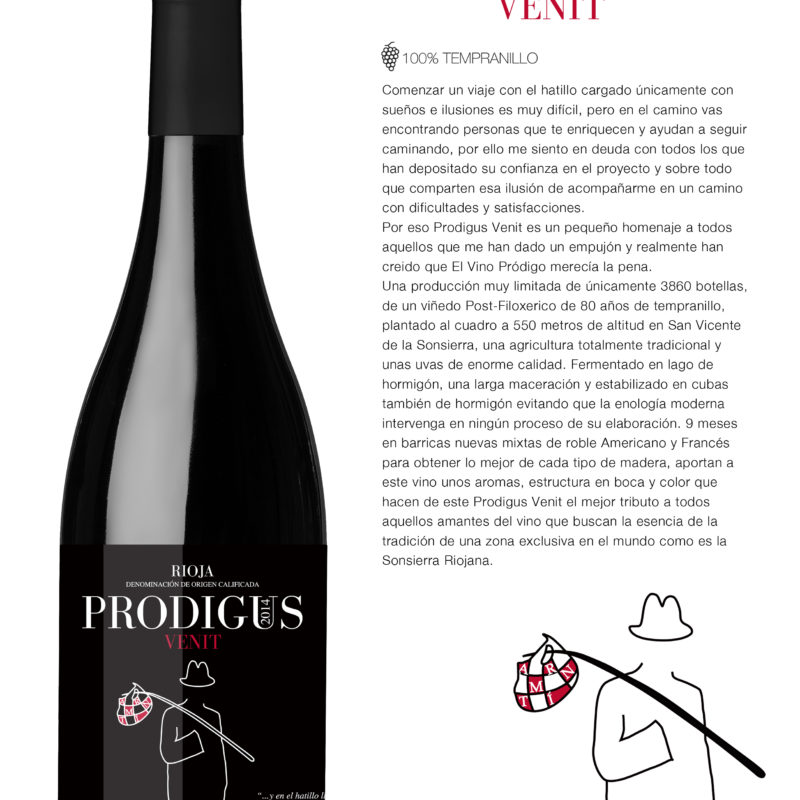 VENIT
100% TEMPRANILLO
Comenzar un viaje con el hatillo cargado únicamente con
sueños e ilusiones es muy difícil, pero en el camino vas
encontrando personas que te enriquecen y ayudan a seguir
caminando, por ello me siento en deuda con todos los que
han depositado su confianza en el proyecto y sobre todo
que comparten esa ilusión de acompañarme en un camino
con dificultades y satisfacciones.
Por eso Prodigus Venit es un pequeño homenaje a todos
aquellos que me han dado un empujón y realmente han
creido que El Vino Pródigo merecía la pena.
Una producción muy limitada de únicamente 3860 botellas,
de un viñedo Post-Filoxerico de 80 años de tempranillo,
plantado al cuadro a 550 metros de altitud en San Vicente
de la Sonsierra, una agricultura totalmente tradicional y
unas uvas de enorme calidad. Fermentado en lago de
hormigón, una larga maceración y estabilizado en cubas
también de hormigón evitando que la enología moderna
intervenga en ningún proceso de su elaboración. 9 meses
en barricas nuevas mixtas de roble Americano y Francés
para obtener lo mejor de cada tipo de madera, aportan a
este vino unos aromas, estructura en boca y color que
hacen de este Prodigus Venit el mejor tributo a todos
aquellos amantes del vino que buscan la esencia de la
tradición de una zona exclusiva en el mundo como es la
Sonsierra Riojana.
RIOJA
DENOMINACIÓN DE ORIGEN CALIFICADA
PRODIGUS
2014
VENIT
A R N
T M Í
A R N
T M Í
"...y en el hatillo